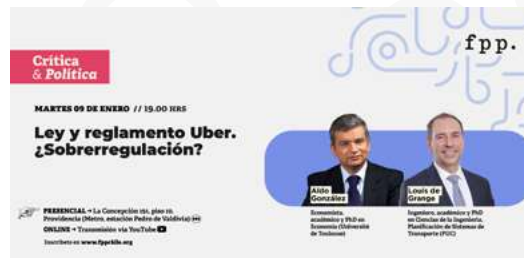 fpp.
Crítica
& Política
MARTES 09 DE ENERO // 19.00 HRS
Ley y reglamento Uber.
¿Sobrerregulación?
Aldo
González
Louis de
Grange
PRESENCIAL → La Concepción 191, piso 10.
Providencia (Metro, estación Pedro de Valdivia)
ONLINE → Transmisión vía YouTube
Inscríbete en www.fppchile.org
Economista,
académico y PhD en
Economía (Université
de Toulouse)
Ingeniero, académico y PhD
en Ciencias de la Ingeniería,
Planificación de Sistemas de
Transporte (PUC)